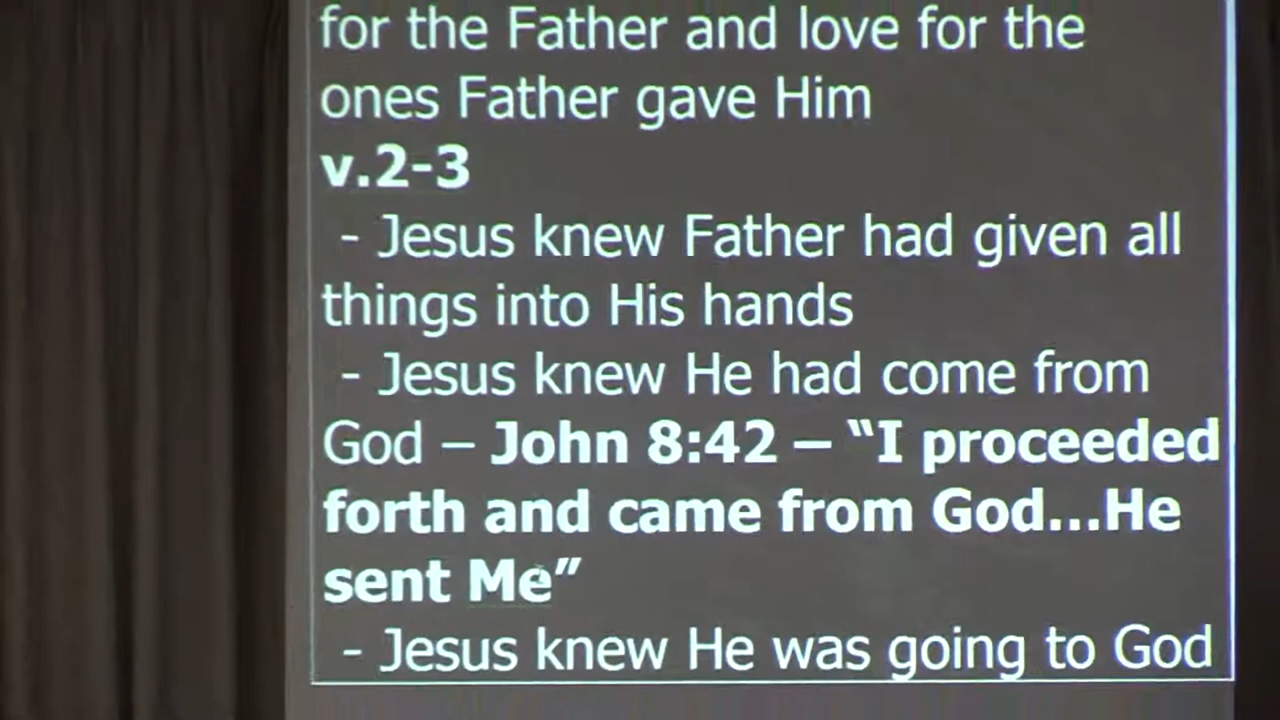 for the Father and love for the
ones Father gave Him
v.2-3
- Jesus knew Father had given all
things into His hands
- Jesus knew He had come from
God – John 8:42 – “I proceeded
forth and came from God...He
sent Me”
- Jesus knew He was going to God